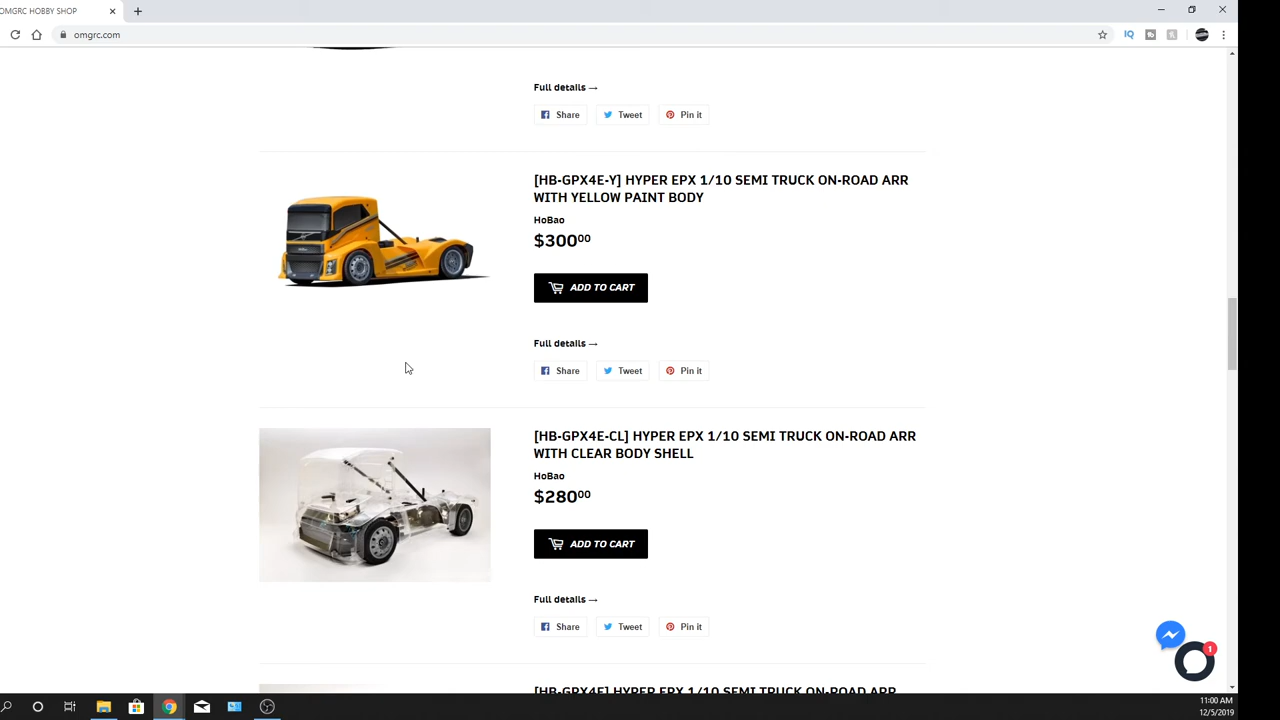 OMGRC HOBBY SHOP
omgrc.com
IQ
Full details →
Share Tweet Pin it
[HB-GPX4E-Y] HYPER EPX 1/10 SEMI TRUCK ON-ROAD ARR
WITH YELLOW PAINT BODY
HoBao
$30000
ADD TO CART
Full details →
Share Tweet Pin it
[HB-GPX4E-CL] HYPER EPX 1/10 SEMI TRUCK ON-ROAD ARR
WITH CLEAR BODY SHELL
HoBao
$28000
ADD TO CART
Full details →
Share Tweet Pin it
1
[HB-GPX4E] HYPER EPX 1/10 SEMI TRUCK ON-ROAD ARR
11:00 AM
12/5/2019